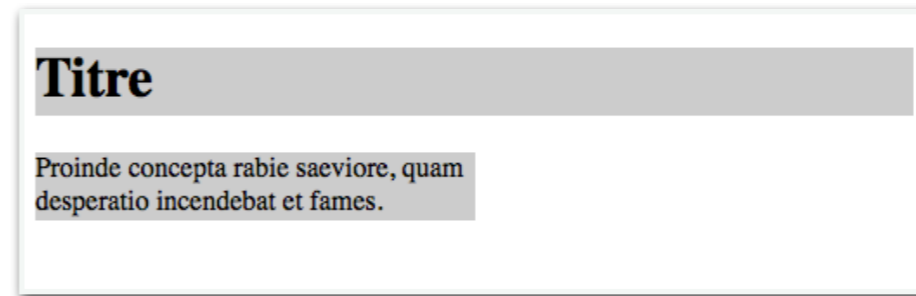 Titre
Proinde concepta rabie saeviore, quam
desperatio incendebat et fames.